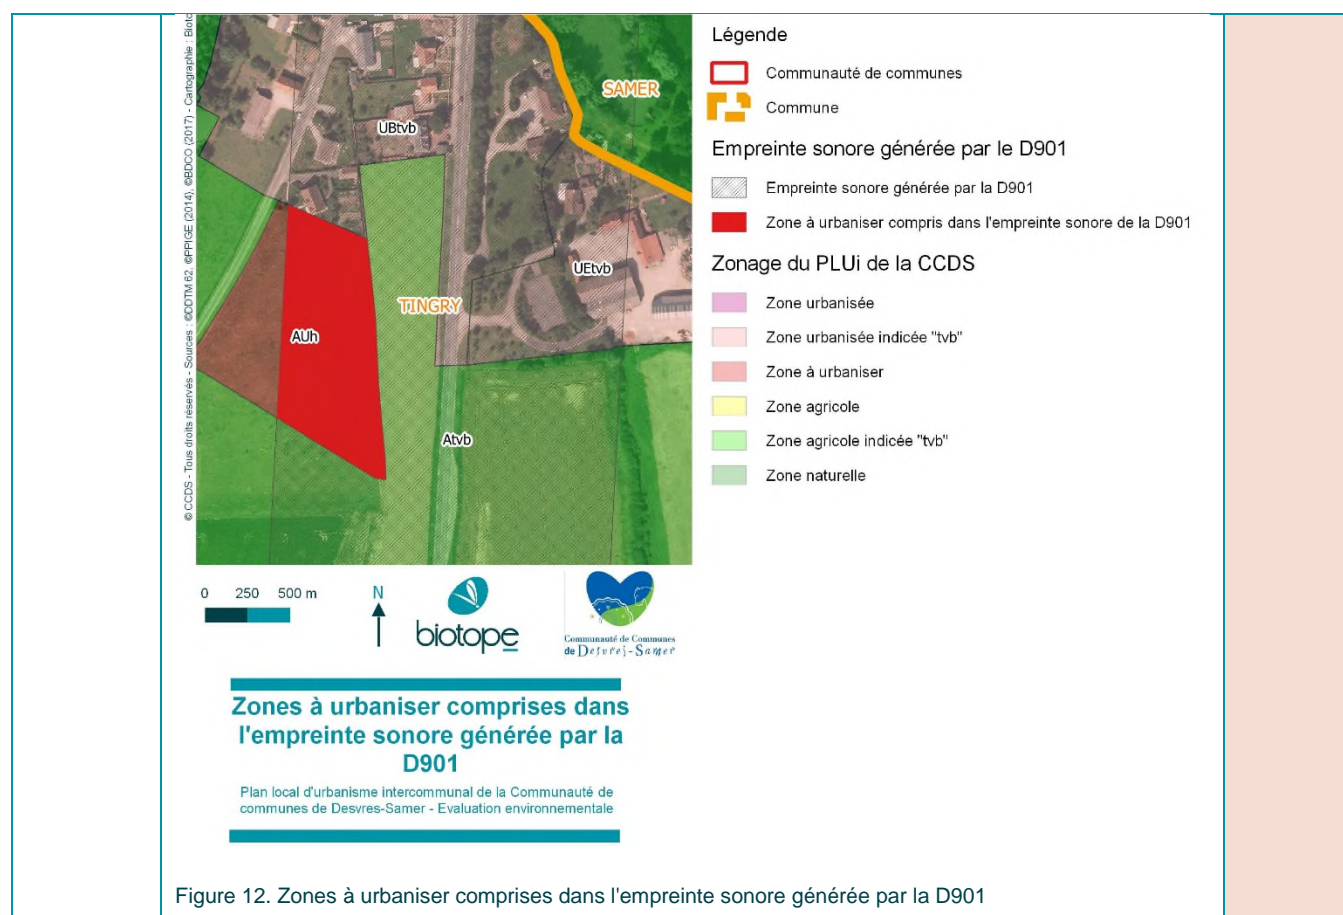 © CCDS - Tous droits réservés - Sources : ©DDTM 62, ©PPIGE (2014), ©BDCO (2017) - Cartographie :
SAMER
UBtvb
UEtvb
TINGRY
AUh
Atvb
Légende
Communauté de communes
Commune
Empreinte sonore générée par le D901
Empreinte sonore générée par la D901
Zone à urbaniser compris dans l'empreinte sonore de la D901
Zonage du PLUi de la CCDS
Zone urbanisée
Zone urbanisée indicée "tvb"
Zone à urbaniser
Zone agricole
Zone agricole indicée "tvb"
Zone naturelle
0 250 500 m
N
biotope
Communauté de Communes
de Desvres-Samer
Zones à urbaniser comprises dans
l'empreinte sonore générée par la
D901
Plan local d'urbanisme intercommunal de la Communauté de
communes de Desvres-Samer - Evaluation environnementale
Figure 12. Zones à urbaniser comprises dans l'empreinte sonore générée par la D901